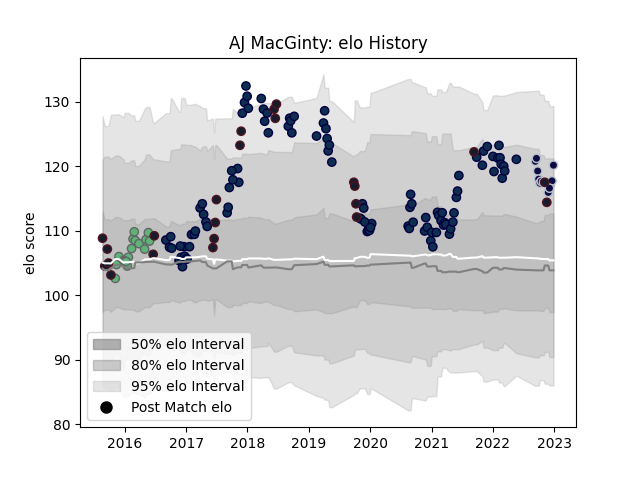 AJ MacGinty: elo History
130
120
110
100
90
80
elo score
50% elo Interval
80% elo Interval
95% elo Interval
Post Match elo
2016 2017 2018 2019 2020 2021 2022 2023